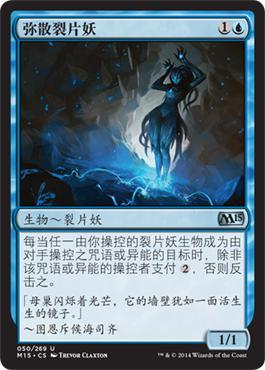 弥散裂片妖 1
生物～裂片妖 M15
每当任一由你操控的裂片妖生物成为由
对手操控之咒语或异能的目标时，除非
该咒语或异能的操控者支付 2，否则反
击之。
「母巢闪烁着光芒，它的墙壁犹如一面活生
生的镜子。」
～图恩斥候海司齐
1/1
050/269 U
M15 • CS TREVOR CLAXTON ™ & © 2014 Wizards of the Coast